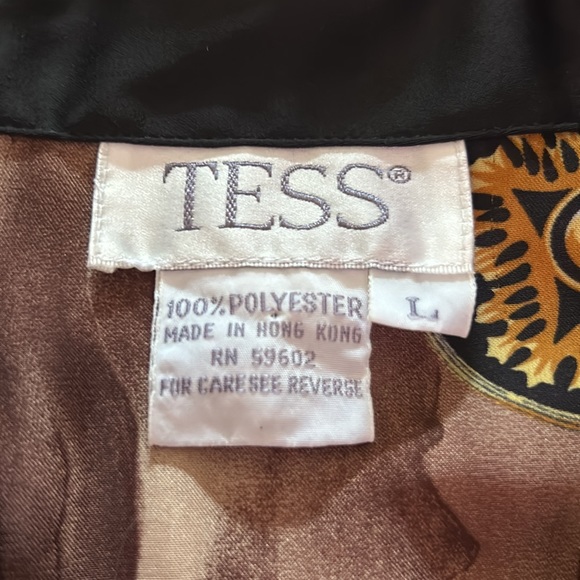 TESS®
L
100% POLYESTER
MADE IN HONG KONG
RN 59602
FOR CARE SEE REVERSE